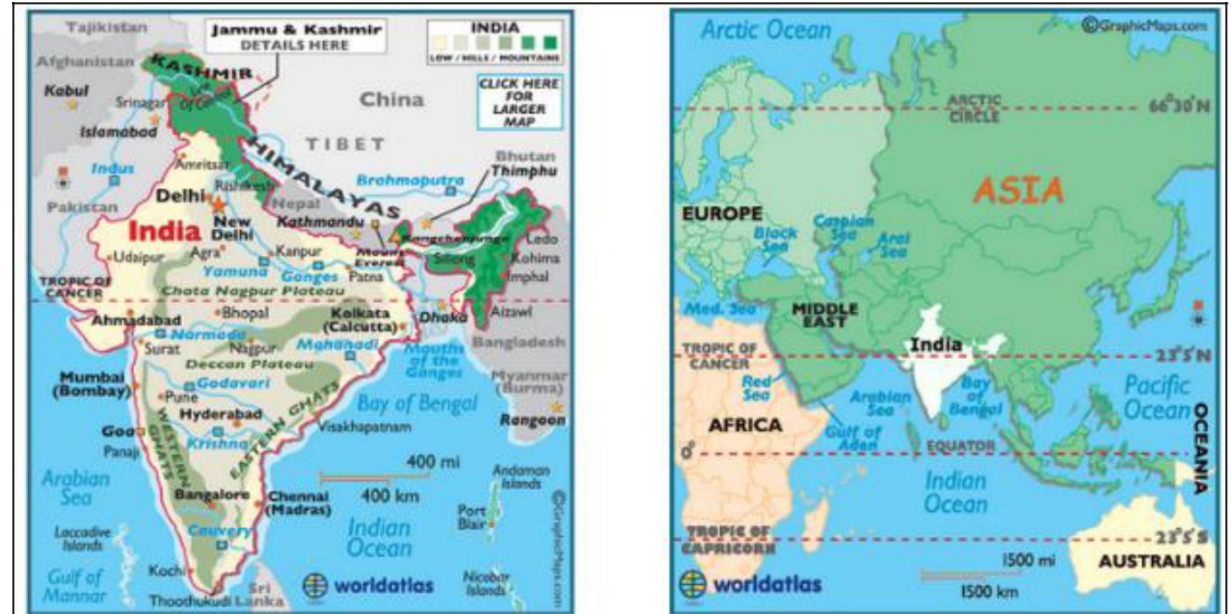 Tajikistan
Jammu & Kashmir
DETAILS HERE
INDIA
LOW / HILLS / MOUNTAINS
Afghanistan
KASHMIR
Kabul
CLICK HERE
FOR
LARGER
MAP
Srinagar
China
Islamabad
TIBET
HIMALAYAS
Bhutan
Thimphu
Amritsar
Indus
Rishikesh
Brahmaputra
Delhi
Nepal
Pakistan
New
Delhi
Kathmandu
India
Kangchenjunga
Ledo
Mount
Everest
Agra
Kanpur
Kohima
Udaipur
Yamuna
Ganges
Patna
Imphal
TROPIC OF
CANCER
Chota Nagpur Plateau
Aizawl
Ahmadabad
Bhopal
Kolkata
(Calcutta)
Dhaka
Narmada
Bangladesh
Surat
Nagpur
Mahanadi
Mouths
of the
Ganges
Deccan Plateau
Mumbai
(Bombay)
Godavari
Myanmar
(Burma)
Pune
Hyderabad
EASTERN GHATS
Bay of Bengal
Rangoon
Goa
WESTERN
GHATS
Krishna
Visakhapatnam
Panaji
400 mi
400 km
Arabian
Sea
Andaman
Islands
Bangalore
Chennai
(Madras)
Port
Blair
Laccadive
Islands
Cauvery
Indian
Ocean
©GraphicMaps.com
Kochi
Gulf of
Mannar
Thoothukudi
Sri
Lanka
worldatlas
Nicobar
Islands
Arctic Ocean
©GraphicMaps.com
ARCTIC
CIRCLE
66°30'N
ASIA
EUROPE
Caspian
Sea
Black
Sea
Aral
Sea
Med. Sea
MIDDLE
EAST
India
TROPIC OF
CANCER
23°5'N
Red
Sea
Arabian
Sea
Bay
of
Bengal
Pacific
Ocean
AFRICA
Gulf of
Aden
OCEANIA
0°
EQUATOR
Indian
Ocean
TROPIC OF
CAPRICORN
23°5'S
1500 mi
1500 km
AUSTRALIA
worldatlas